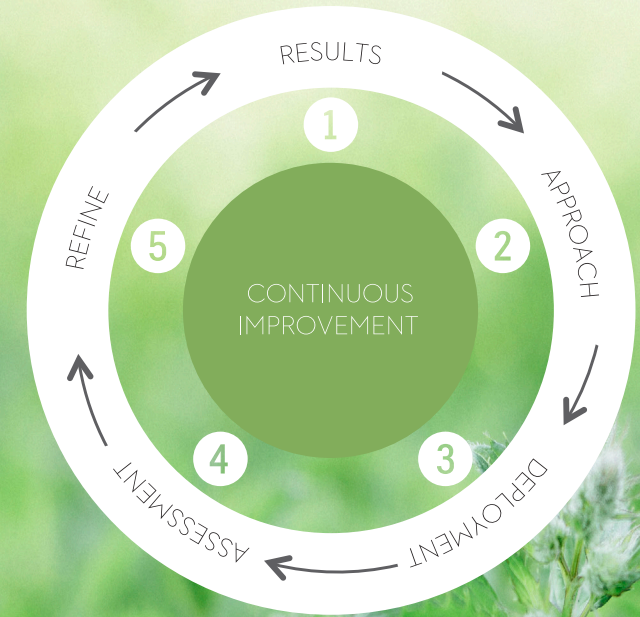 RESULTS
1
APPROACH
2
DEPLOYMENT
3
ASSESSMENT
4
REFINE
5
CONTINUOUS
IMPROVEMENT